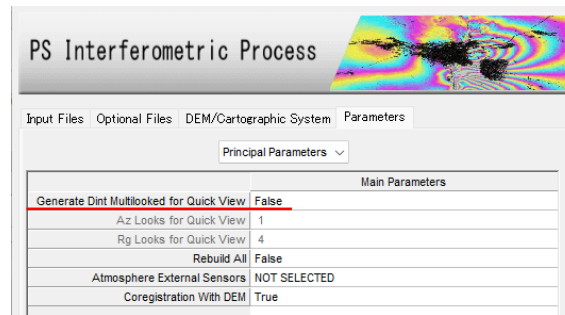 PS Interferometric Process
Input Files Optional Files DEM/Cartographic System Parameters
Principal Parameters
Main Parameters
Generate Dint Multilooked for Quick View False
Az Looks for Quick View 1
Rg Looks for Quick View 4
Rebuild All False
Atmosphere External Sensors NOT SELECTED
Coregistration With DEM True